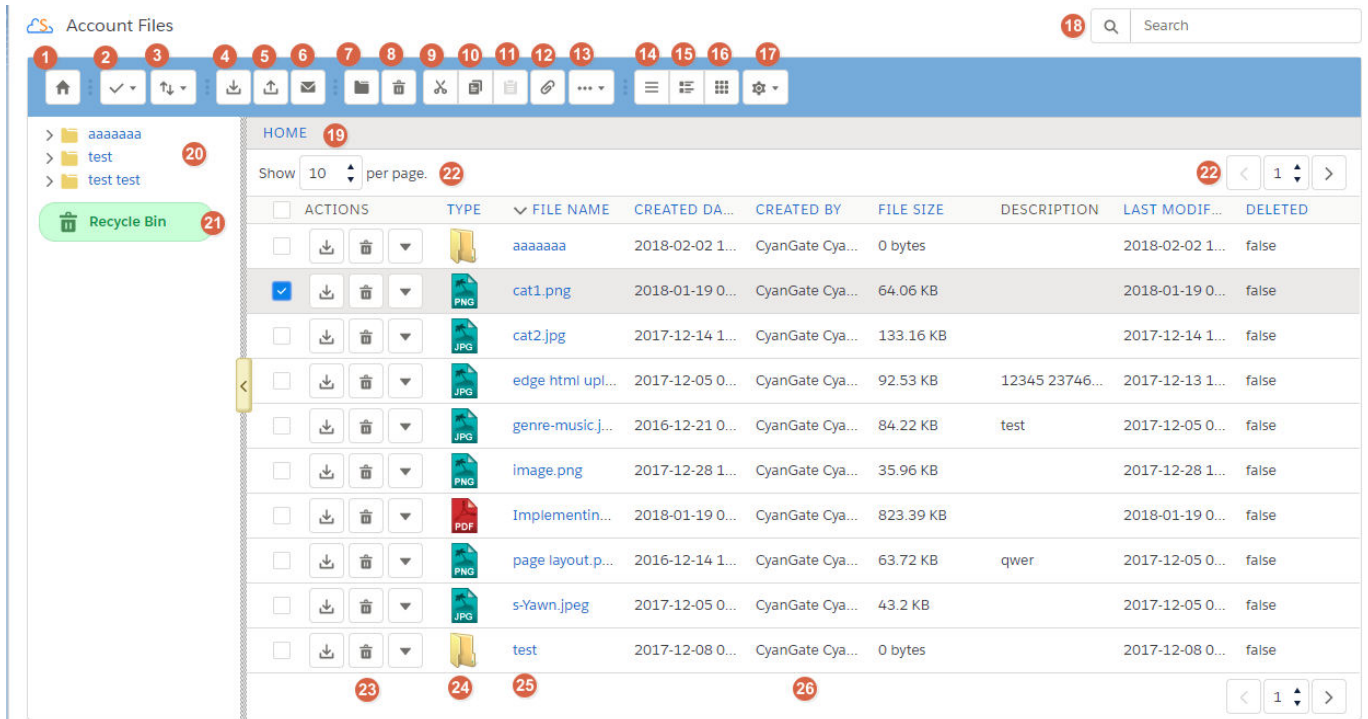 S. Account Files
18 Search
1 2 3 4 5 6 7 8 9 10 11 12 13 14 15 16 17
aaaaaaa
test 20
test test
Recycle Bin 21
HOME 19
Show 10 per page. 22
22 1
ACTIONS TYPE FILE NAME CREATED DA... CREATED BY FILE SIZE DESCRIPTION LAST MODIF... DELETED
aaaaaaa 2018-02-02 1... CyanGate Cya... 0 bytes 2018-02-02 1... false
PNG cat1.png 2018-01-19 0... CyanGate Cya... 64.06 KB 2018-01-19 0... false
JPG cat2.jpg 2017-12-14 1... CyanGate Cya... 133.16 KB 2017-12-14 1... false
JPG edge html upl... 2017-12-05 0... CyanGate Cya... 92.53 KB 12345 23746... 2017-12-13 1... false
JPG genre-music.j... 2016-12-21 0... CyanGate Cya... 84.22 KB test 2017-12-05 0... false
PNG image.png 2017-12-28 1... CyanGate Cya... 35.96 KB 2017-12-28 1... false
PDF Implementin... 2018-01-19 0... CyanGate Cya... 823.39 KB 2018-01-19 0... false
PNG page layout.p... 2016-12-14 1... CyanGate Cya... 63.72 KB qwer 2017-12-05 0... false
JPG s-Yawn.jpeg 2017-12-05 0... CyanGate Cya... 43.2 KB 2017-12-05 0... false
test 2017-12-08 0... CyanGate Cya... 0 bytes 2017-12-08 0... false
23 24 25 26
1